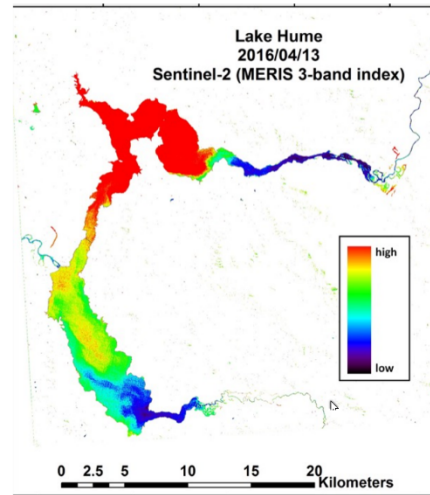 Lake Hume
2016/04/13
Sentinel-2 (MERIS 3-band index)
high
low
0 2.5 5 10 15 20
Kilometers